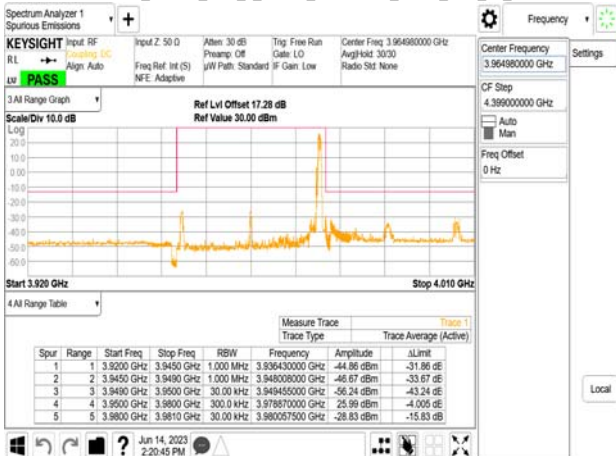 Spectrum Analyzer 1
Spurious Emissions
Frequency
KEYSIGHT Input: RF Input Z: 50 Ω Atten: 30 dB Trig: Free Run Center Freq: 3.964980000 GHz
RL Coupling: DC Preamp: Off Gate: LO Avg|Hold: 30/30
Align: Auto Freq Ref: Int (S) µW Path: Standard IF Gain: Low Radio Std: None
NFE: Adaptive
LV PASS
Center Frequency
3.964980000 GHz
Settings
CF Step
4.399000000 GHz
Auto
Man
Freq Offset
0 Hz
3 All Range Graph
Ref Lvl Offset 17.28 dB
Scale/Div 10.0 dB Ref Value 30.00 dBm
Log
20.0
10.0
0.00
-10.0
-20.0
-30.0
-40.0
-50.0
-60.0
Start 3.920 GHz Stop 4.010 GHz
4 All Range Table
Measure Trace Trace 1
Trace Type Trace Average (Active)
Spur Range Start Freq Stop Freq RBW Frequency Amplitude ΔLimit
1 1 3.9200 GHz 3.9450 GHz 1.000 MHz 3.936430000 GHz -44.86 dBm -31.86 dB
2 2 3.9450 GHz 3.9490 GHz 1.000 MHz 3.948008000 GHz -46.67 dBm -33.67 dB
3 3 3.9490 GHz 3.9500 GHz 30.00 kHz 3.949455000 GHz -56.24 dBm -43.24 dB
4 4 3.9500 GHz 3.9800 GHz 300.0 kHz 3.978870000 GHz 25.99 dBm -4.005 dB
5 5 3.9800 GHz 3.9810 GHz 30.00 kHz 3.980057500 GHz -28.83 dBm -15.83 dB
Local
Jun 14, 2023
2:20:45 PM